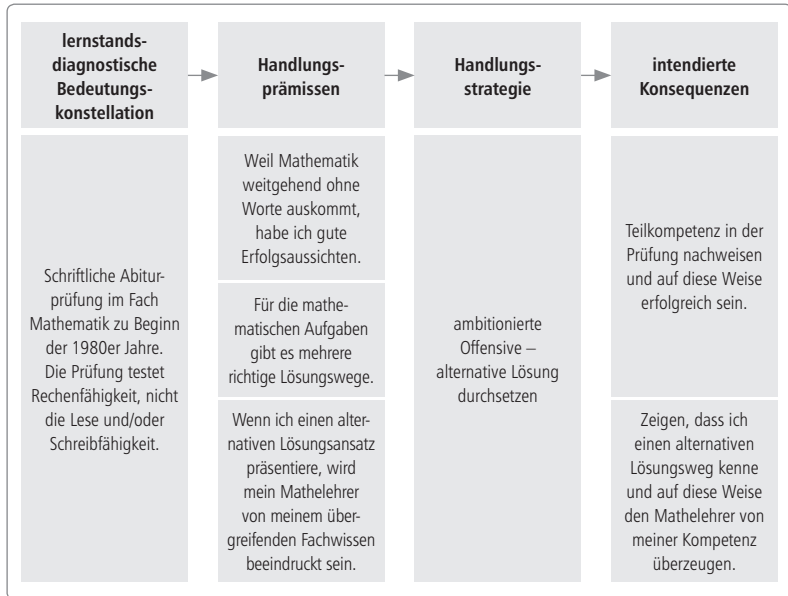 lernstands-
diagnostische
Bedeutungs-
konstellation
Handlungs-
prämissen
Handlungs-
strategie
intendierte
Konsequenzen
Schriftliche Abitur-
prüfung im Fach
Mathematik zu Beginn
der 1980er Jahre.
Die Prüfung testet
Rechenfähigkeit, nicht
die Lese und/oder
Schreibfähigkeit.
Weil Mathematik
weitgehend ohne
Worte auskommt,
habe ich gute
Erfolgsaussichten.
Für die mathe-
matischen Aufgaben
gibt es mehrere
richtige Lösungswege.
Wenn ich einen alter-
nativen Lösungsansatz
präsentiere, wird
mein Mathelehrer
von meinem über-
greifenden Fachwissen
beeindruckt sein.
ambitionierte
Offensive –
alternative Lösung
durchsetzen
Teilkompetenz in der
Prüfung nachweisen
und auf diese Weise
erfolgreich sein.
Zeigen, dass ich
einen alternativen
Lösungsweg kenne
und auf diese Weise
den Mathelehrer von
meiner Kompetenz
überzeugen.